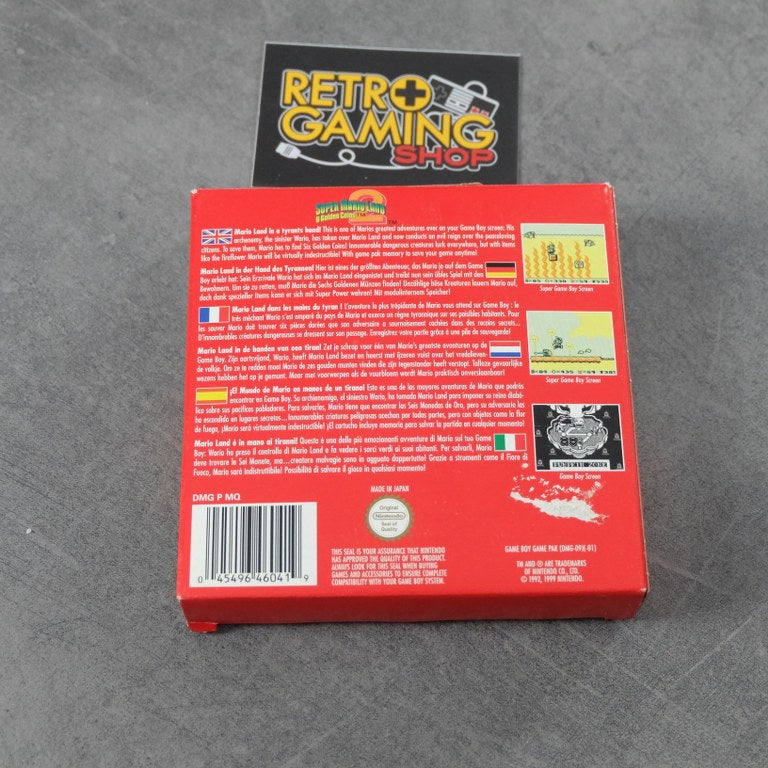 RETRO
GAMING
SHOP
SUPER MARIO LAND 2
6 Golden Coins™
TM
Mario Land in a tyrants hand! This is one of Marios greatest adventures ever on your Game Boy screen: His
archenemy, the sinister Wario, has taken over Mario Land and now conducts an evil reign over the peaceloving
citizens. To save them, Mario has to find Six Golden Coins! Innumerable dangerous creatures lurk everywhere, but with items
like the fireflower Mario will be virtually indestructible! With game pak memory to save your game anytime!
Mario Land in der Hand des Tyrannen! Hier ist eines der größten Abenteuer, das Mario je auf dem Game
Boy erlebt hat: Sein Erzrivale Wario hat sich im Mario Land eingenistet und treibt nun sein übles Spiel mit den
Bewohnern. Um sie zu retten, muß Mario die Sechs Goldenen Münzen finden! Unzählige böse Kreaturen lauern Mario auf,
doch dank spezieller Items kann er sich mit Super Power wehren! Mit modulinternem Speicher!
Mario Land dans les mains du tyran ! L'aventure la plus trépidante de Mario vous attend sur Game Boy : le
très méchant Wario s'est emparé du pays de Mario et exerce un règne tyrannique sur ses paisibles habitants. Pour
les sauver Mario doit trouver six pièces dorées que son adversaire a sournoisement cachées dans des recoins secrets...
D'innombrables créatures dangereuses se dressent sur son passage. Enregistrez votre partie grâce à une pile de sauvegarde!
Mario Land in de handen van een tiran! Zet je schrap voor één van Mario's grootste avonturen op de
Game Boy. Zijn aartsvijand, Wario, heeft Mario Land bezet en heerst met ijzeren vuist over het vredelieven-
de volkje. Om ze te redden moet Mario de zes gouden munten vinden die zijn tegenstander heeft verstopt. Talloze gevaarlijke
wezens hebben het op je gemunt. Maar met voorwerpen als de vuurbloem wordt Mario praktisch onverslaanbaar!
¡El Mundo de Mario en manos de un tirano! Esta es una de las mayores aventuras de Mario que podrás
encontrar en Game Boy. Su archienemigo, el siniestro Wario, ha tomado Mario Land para imponer su reino diabó-
lico sobre sus pacíficos pobladores. Para salvarles, Mario tiene que encontrar las Seis Monedas de Oro, pero su adversario las
ha escondido en lugares secretos... Innumerables criaturas peligrosas acechan por todas partes, pero con objetos como la flor
de fuego, ¡Mario será virtualmente indestructible! ¡El cartucho incluye memoria para salvar la partida en cualquier momento!
Mario Land è in mano ai tiranni! Questa è una delle più emozionanti avventure di Mario sul tuo Game
Boy: Wario ha preso il controllo di Mario Land e fa vedere i sorci verdi ai suoi abitanti. Per salvarli, Mario
deve trovare le Sei Monete, ma...creature malvagie sono in agguato dappertutto! Grazie a strumenti come il Fiore di
Fuoco, Mario sarà indistruttibile! Possibilità di salvare il gioco in qualsiasi momento!
Super Game Boy Screen
Super Game Boy Screen
PUMPKIN ZONE
Game Boy Screen
DMG P MQ
0 45496 46041 9
MADE IN JAPAN
Original
Nintendo
Seal of
Quality
THIS SEAL IS YOUR ASSURANCE THAT NINTENDO
HAS APPROVED THE QUALITY OF THIS PRODUCT.
ALWAYS LOOK FOR THIS SEAL WHEN BUYING
GAMES AND ACCESSORIES TO ENSURE COMPLETE
COMPATIBILITY WITH YOUR GAME BOY SYSTEM.
GAME BOY GAME PAK (DMG-09)(-01)
TM AND ® ARE TRADEMARKS
OF NINTENDO CO., LTD.
© 1992, 1999 NINTENDO.